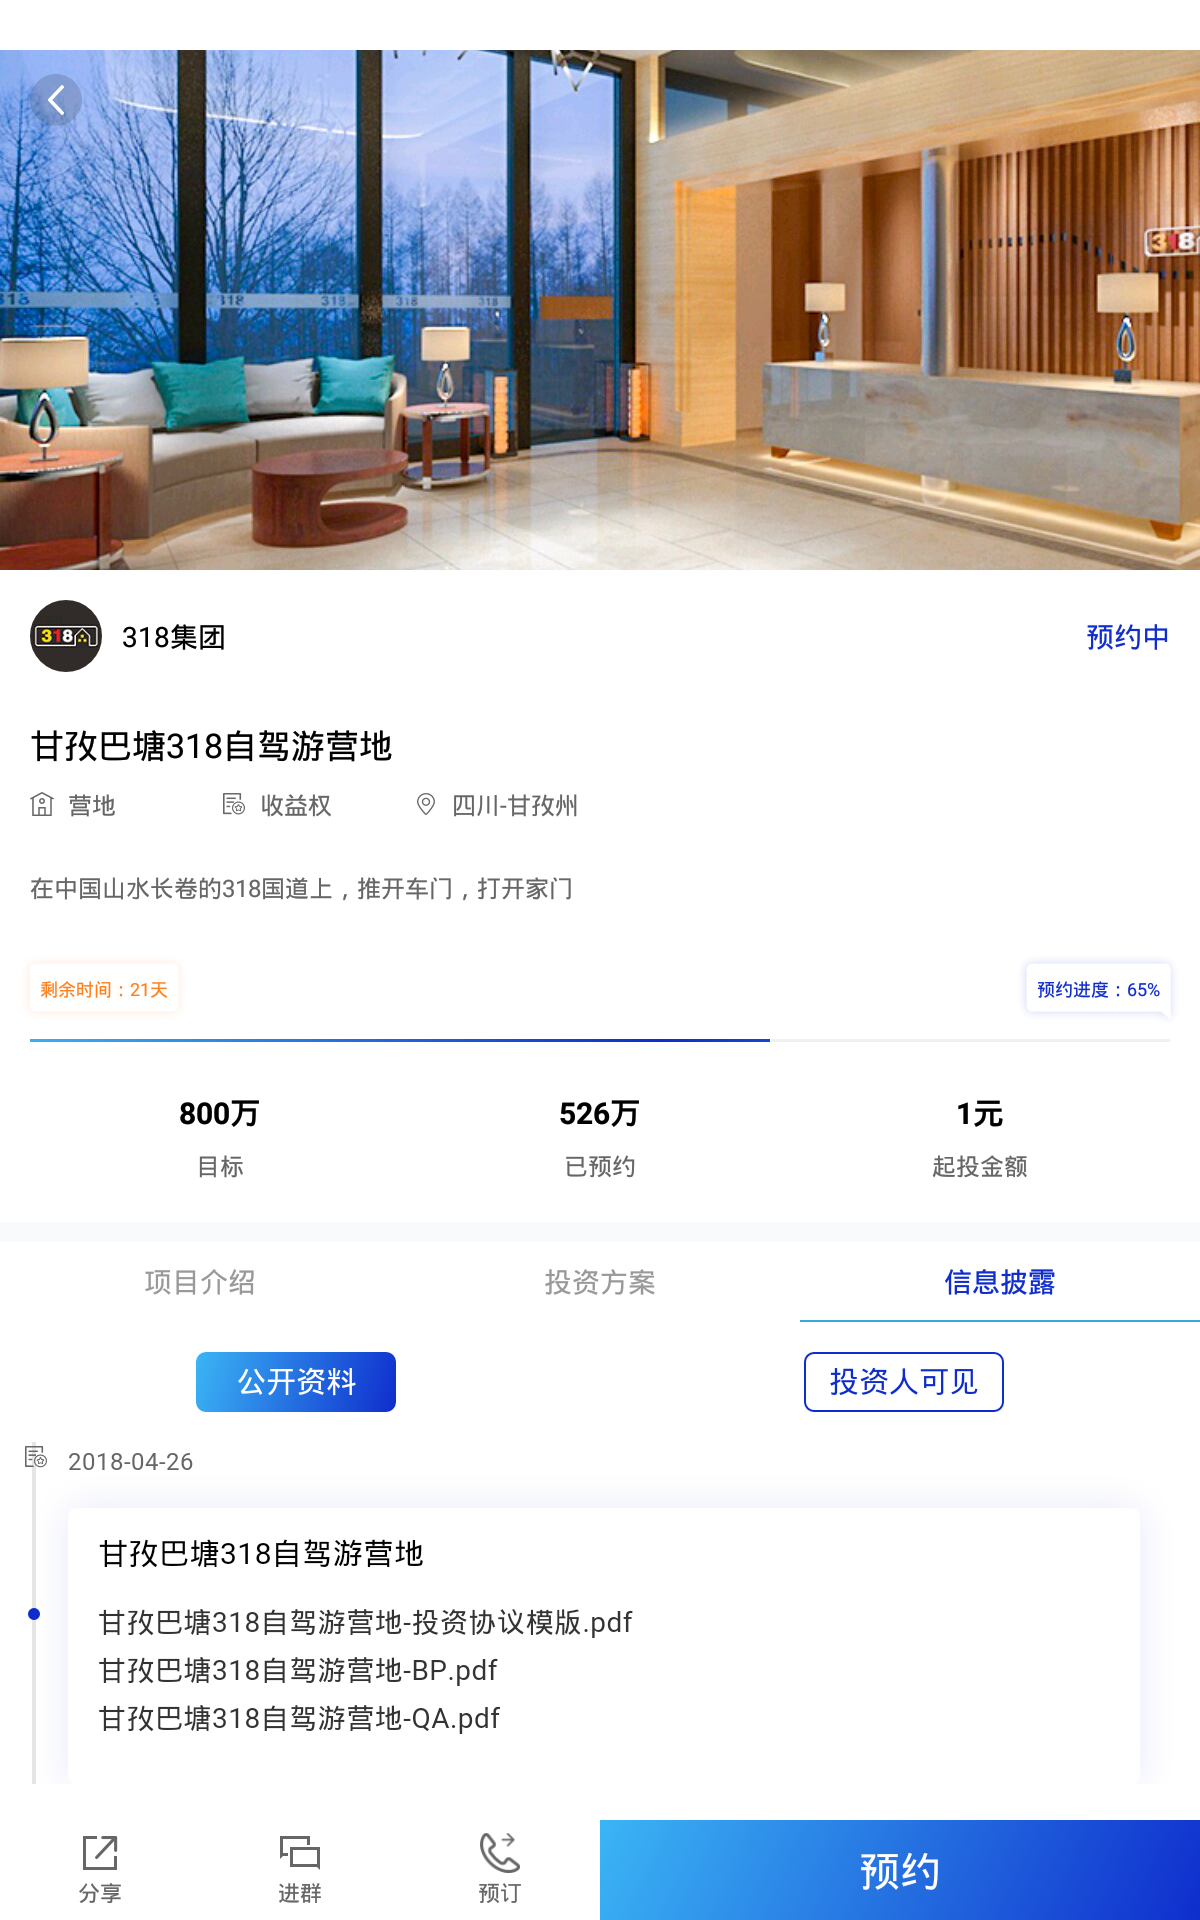 318
318
318
318
318
318
318集团
预约中
甘孜巴塘318自驾游营地
营地
收益权
四川-甘孜州
在中国山水长卷的318国道上，推开车门，打开家门
剩余时间：21天
预约进度：65%
800万
526万
1元
目标
已预约
起投金额
项目介绍
投资方案
信息披露
公开资料
投资人可见
2018-04-26
甘孜巴塘318自驾游营地
甘孜巴塘318自驾游营地-投资协议模版.pdf
甘孜巴塘318自驾游营地-BP.pdf
甘孜巴塘318自驾游营地-QA.pdf
分享
进群
预订
预约